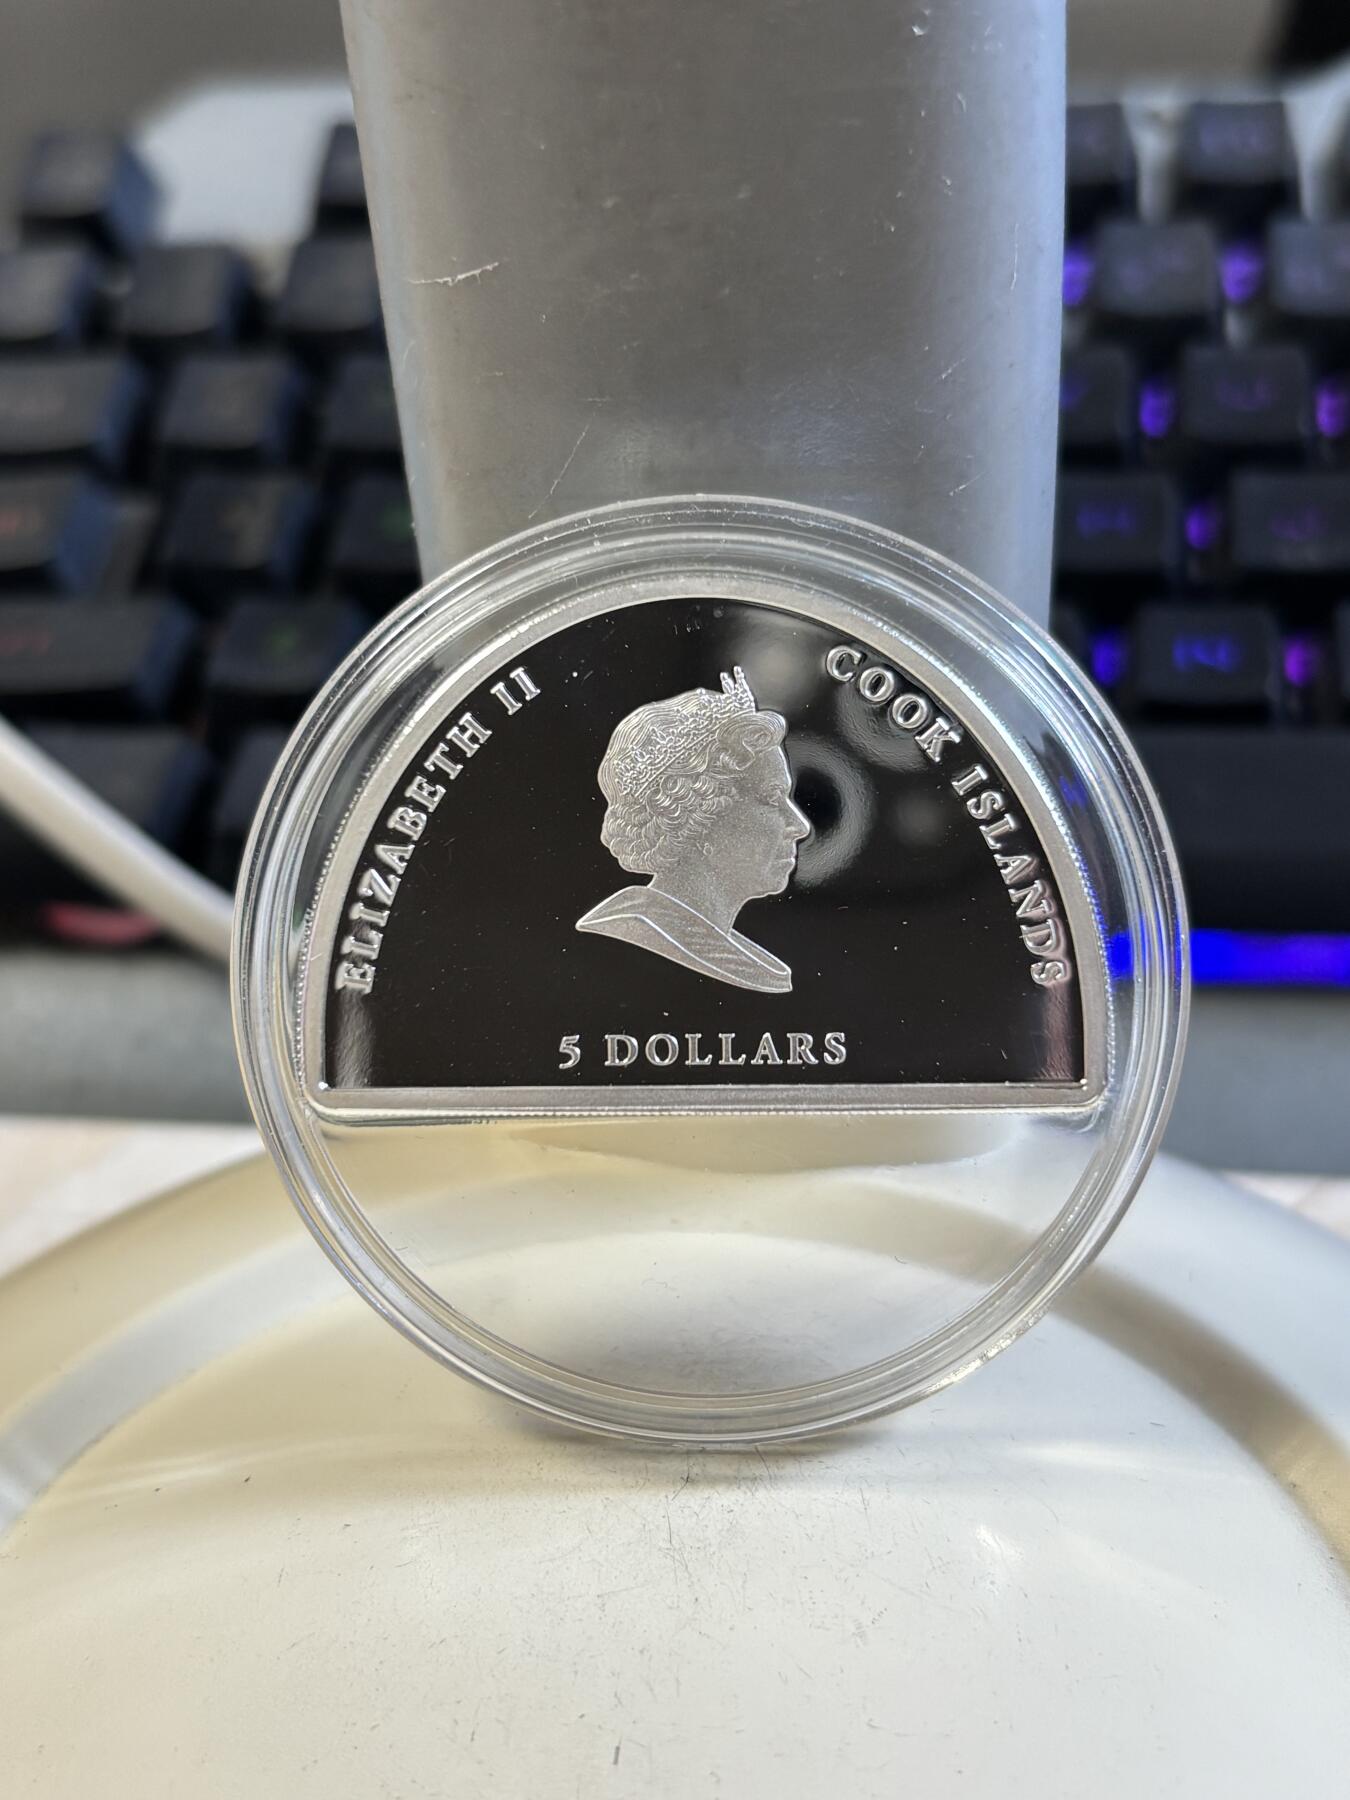 ELIZABETH II
COOK ISLANDS
5 DOLLARS